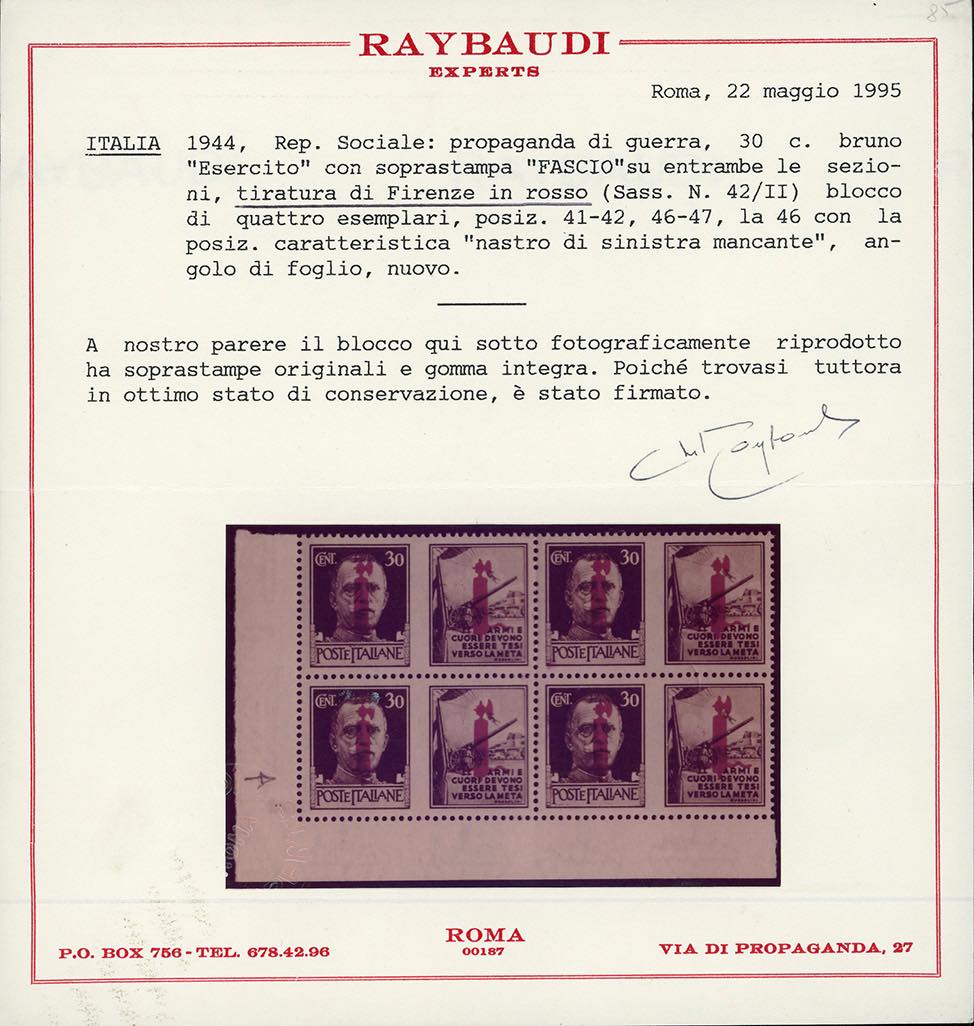 85
RAYBAUDI
EXPERTS
Roma, 22 maggio 1995
ITALIA 1944, Rep. Sociale: propaganda di guerra, 30 c. bruno
"Esercito" con soprastampa "FASCIO"su entrambe le sezio-
ni, tiratura di Firenze in rosso (Sass. N. 42/II) blocco
di quattro esemplari, posiz. 41-42, 46-47, la 46 con la
posiz. caratteristica "nastro di sinistra mancante", an-
golo di foglio, nuovo.
A nostro parere il blocco qui sotto fotograficamente riprodotto
ha soprastampe originali e gomma integra. Poiché trovasi tuttora
in ottimo stato di conservazione, è stato firmato.
CENT. 30
POSTE ITALIANE
ARMI E
CUORI DEVONO
ESSERE TESI
VERSO LA META
MUSSOLINI
CENT. 30
POSTE ITALIANE
ARMI E
CUORI DEVONO
ESSERE TESI
VERSO LA META
MUSSOLINI
CENT. 30
POSTE ITALIANE
ARMI E
CUORI DEVONO
ESSERE TESI
VERSO LA META
MUSSOLINI
CENT. 30
POSTE ITALIANE
ARMI E
CUORI DEVONO
ESSERE TESI
VERSO LA META
MUSSOLINI
A
P.O. BOX 756 - TEL. 678.42.96
ROMA
00187
VIA DI PROPAGANDA, 27